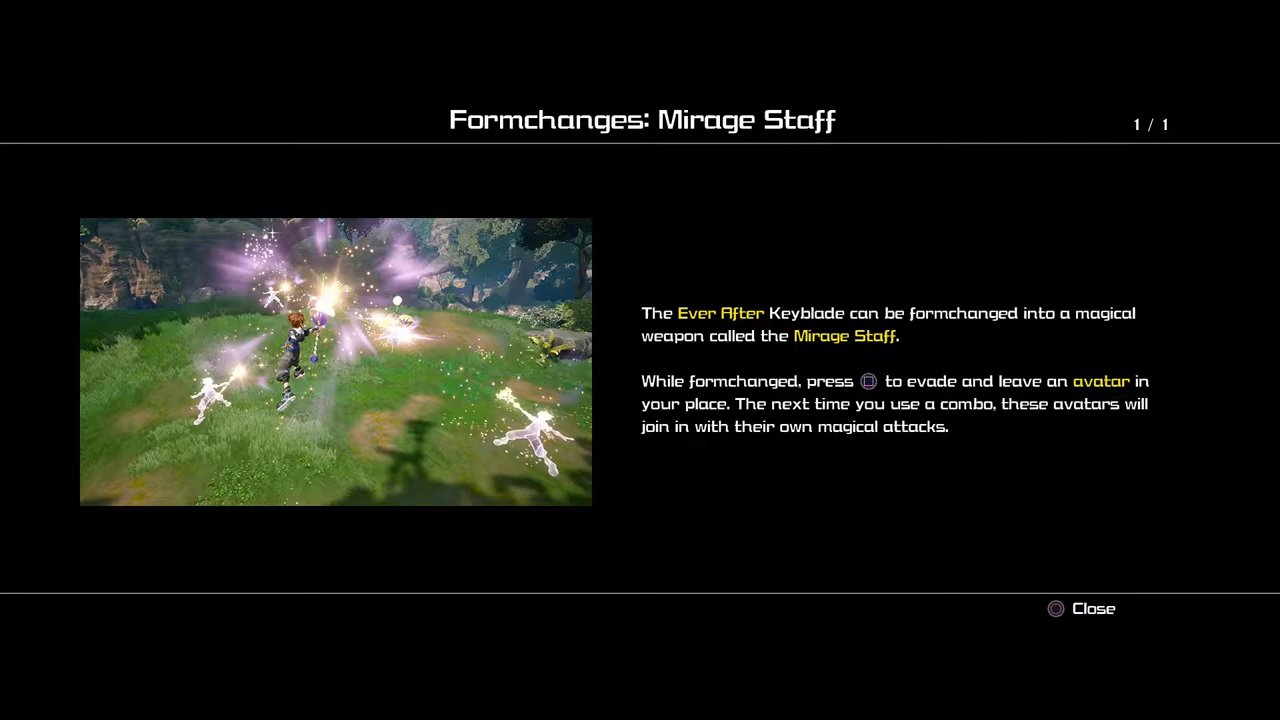 Formchanges: Mirage Staff
1 / 1
The Ever After Keyblade can be formchanged into a magical
weapon called the Mirage Staff.
While formchanged, press to evade and leave an avatar in
your place. The next time you use a combo, these avatars will
join in with their own magical attacks.
Close